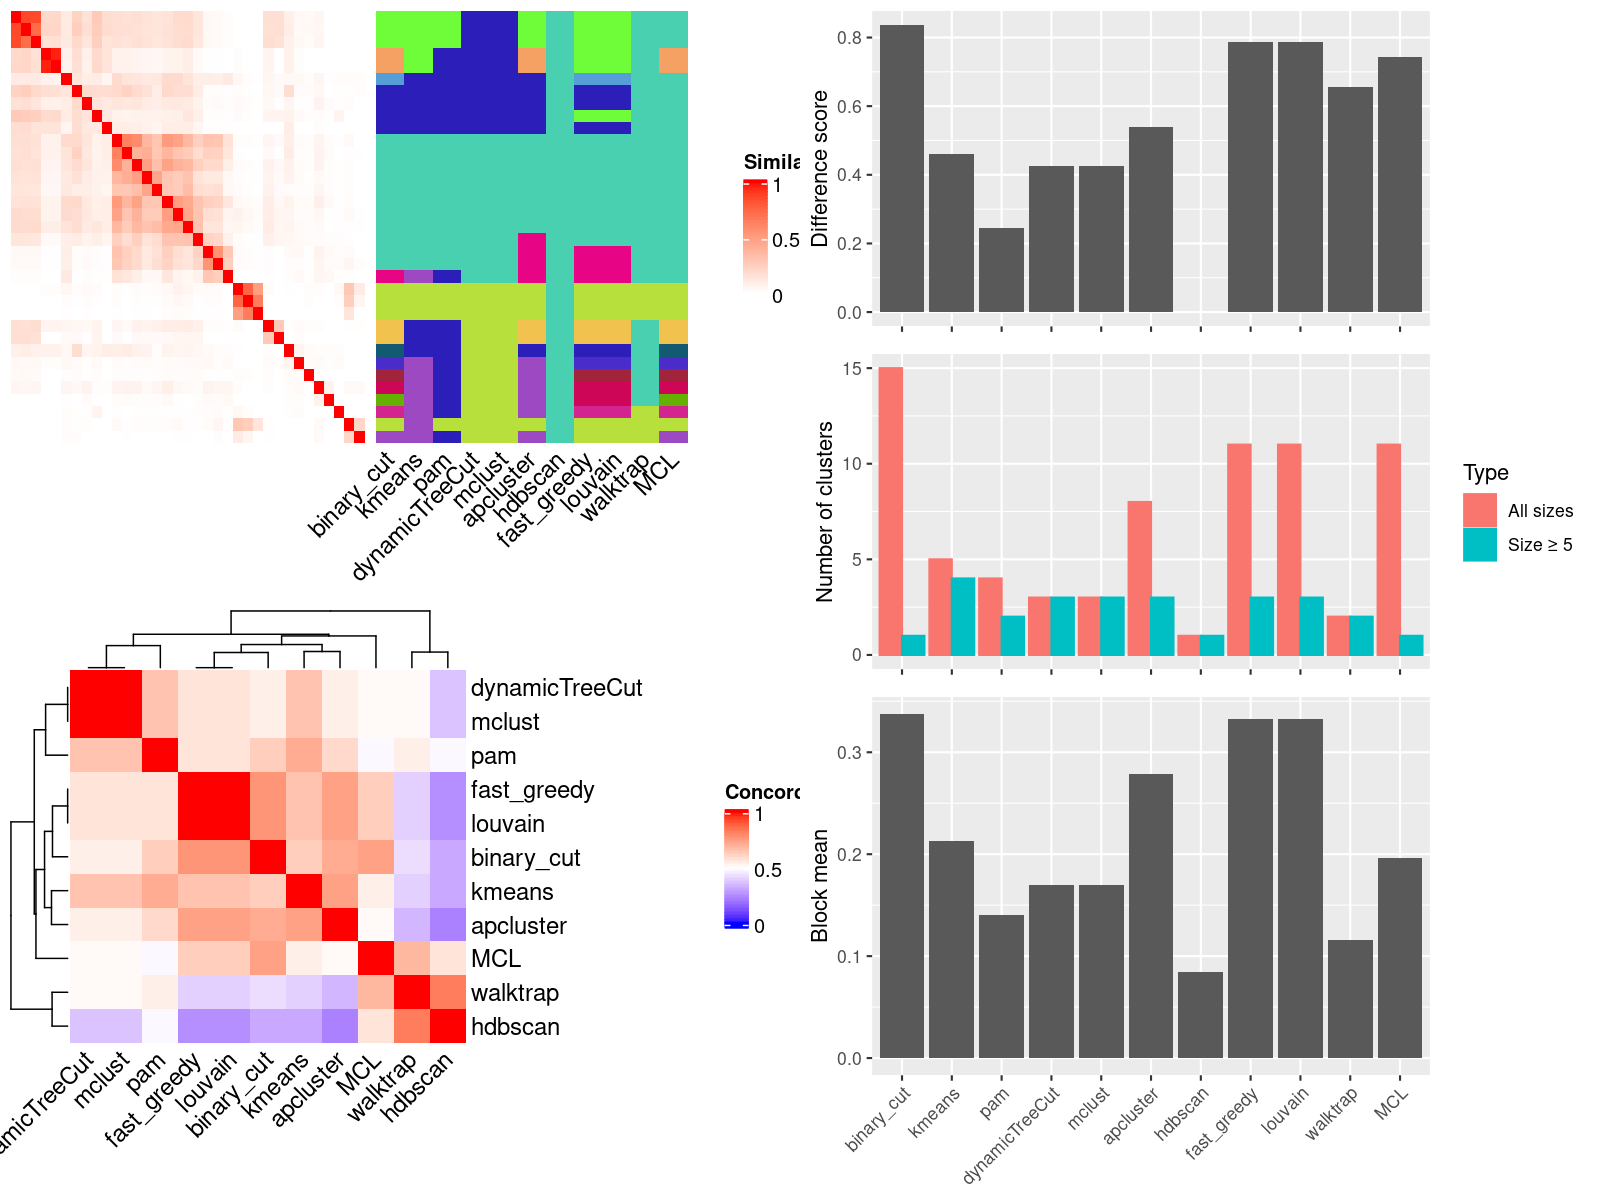 Simila
1
0.5
0
binary_cut
kmeans
pam
dynamicTreeCut
mclust
apcluster
hdbscan
fast_greedy
louvain
walktrap
MCL
dynamicTreeCut
mclust
pam
fast_greedy
louvain
binary_cut
kmeans
apcluster
MCL
walktrap
hdbscan
Concord
1
0.5
0
amicTreeCut
mclust
pam
fast_greedy
louvain
binary_cut
kmeans
apcluster
MCL
walktrap
hdbscan
Difference score
0.8
0.6
0.4
0.2
0.0
Number of clusters
15
10
5
0
Type
All sizes
Size ≥ 5
Block mean
0.3
0.2
0.1
0.0
binary_cut
kmeans
pam
dynamicTreeCut
mclust
apcluster
hdbscan
fast_greedy
louvain
walktrap
MCL